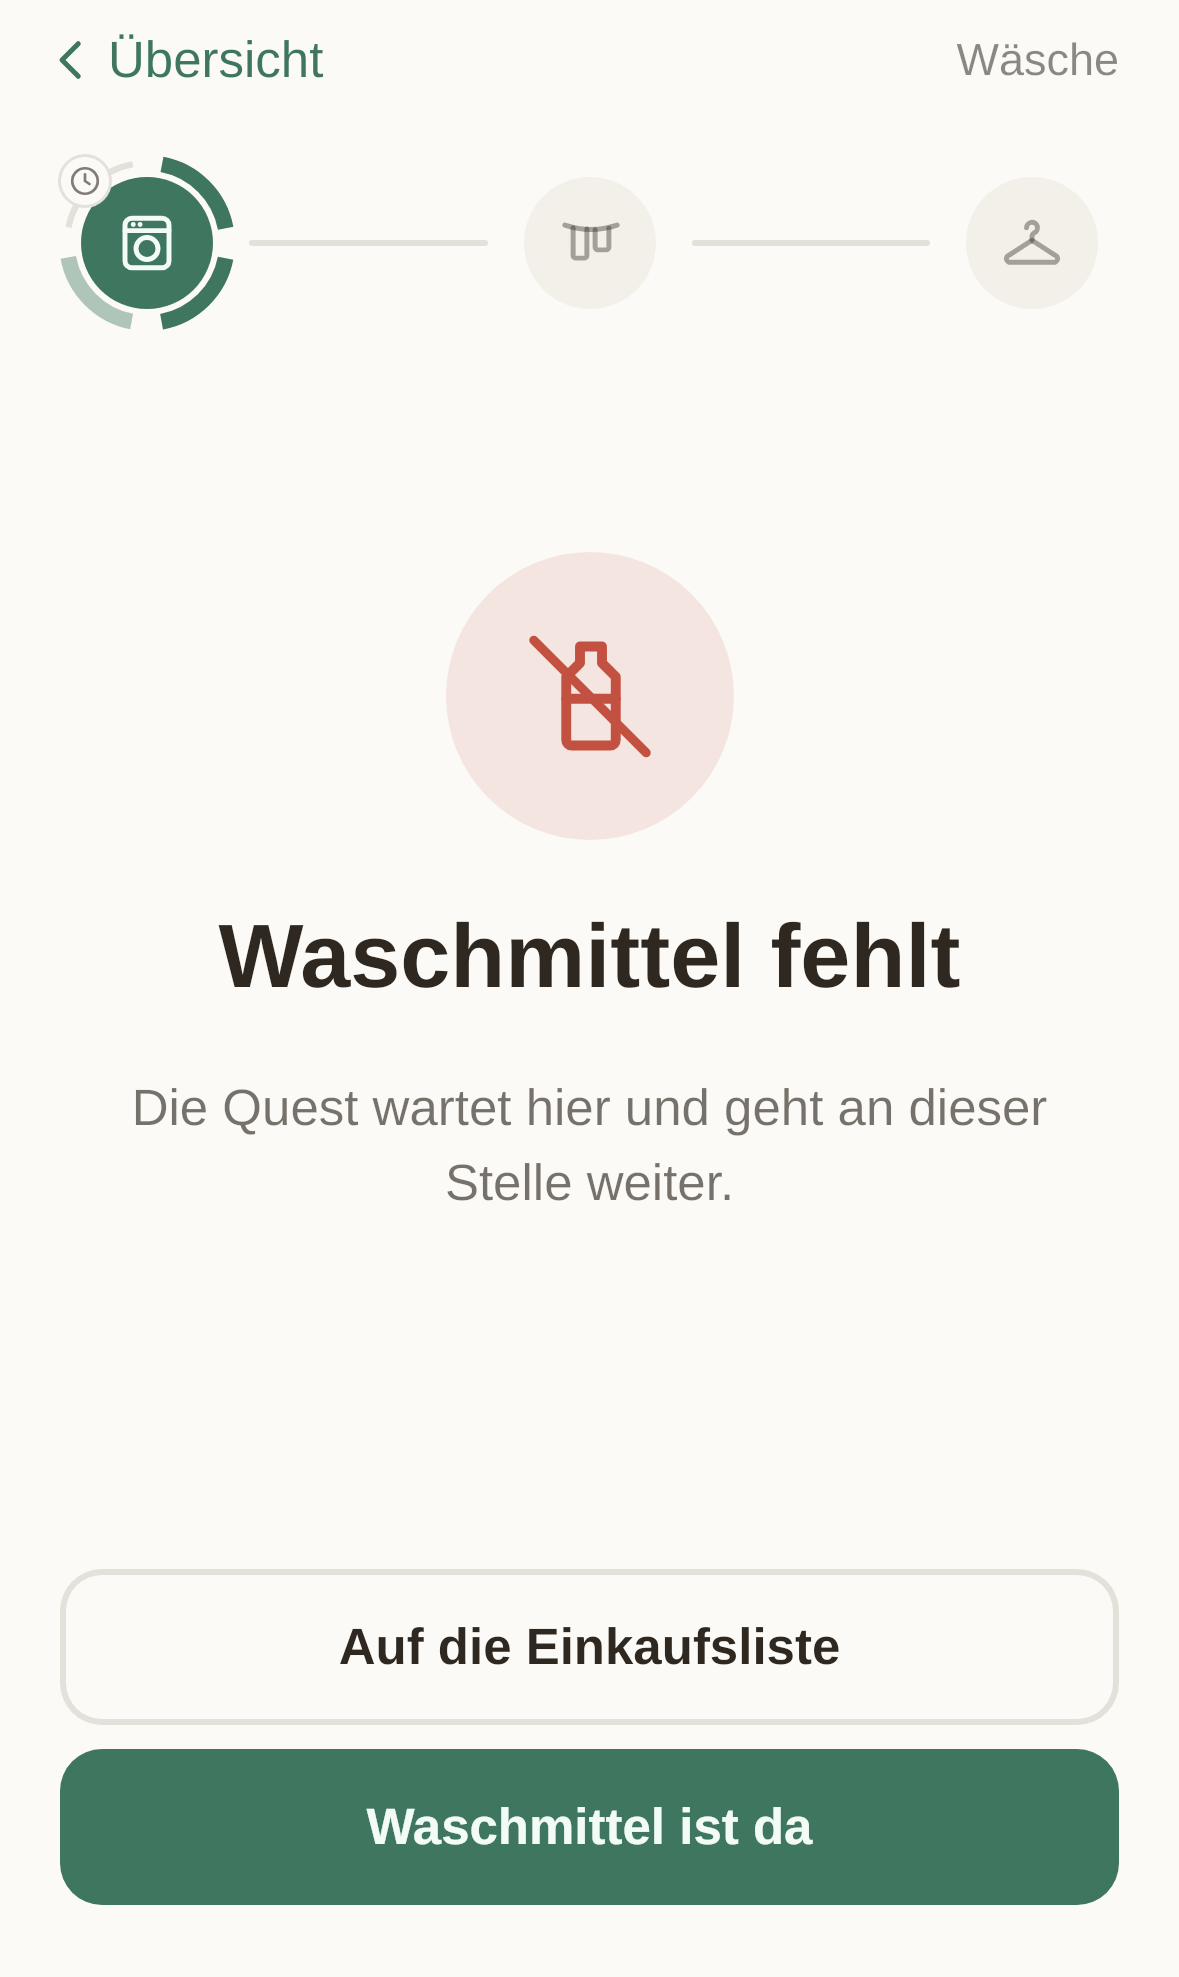 Übersicht
Wäsche
Waschmittel fehlt
Die Quest wartet hier und geht an dieser
Stelle weiter.
Auf die Einkaufsliste
Waschmittel ist da